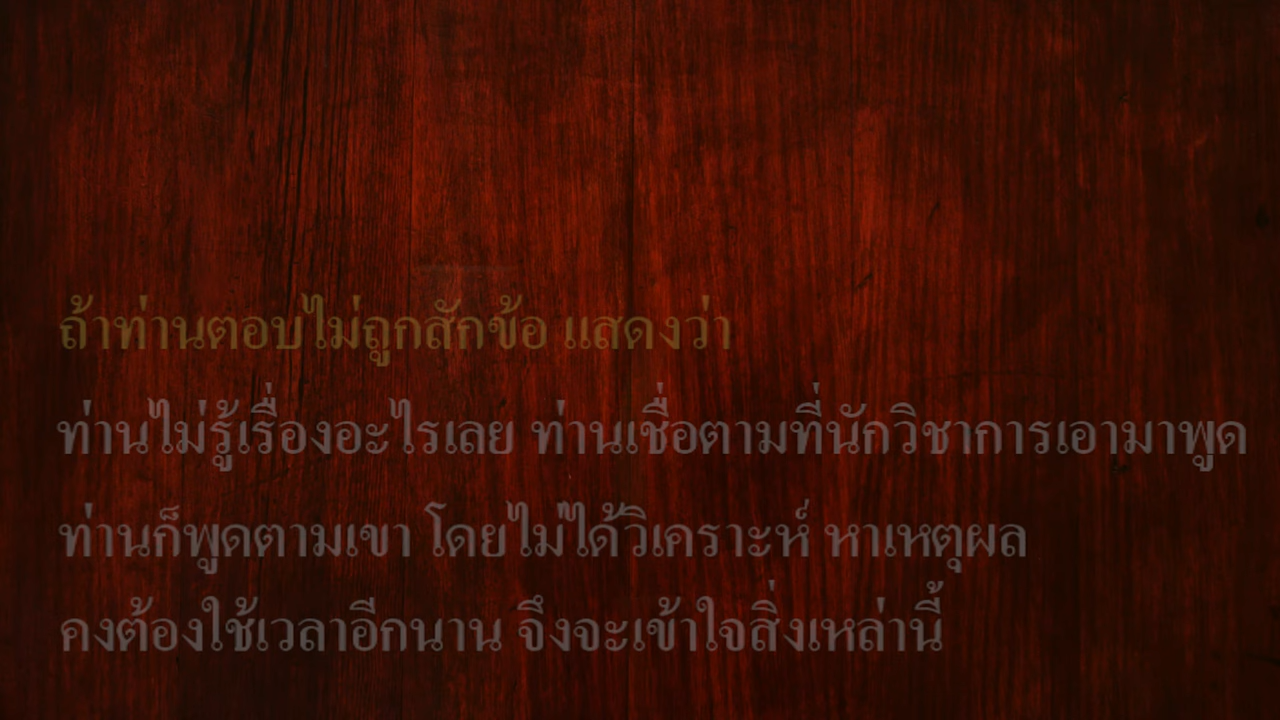 ถ้าท่านตอบไม่ถูกสักข้อ แสดงว่า
ท่านไม่รู้เรื่องอะไรเลย ท่านเชื่อตามที่นักวิชาการเอามาพูด
ท่านก็พูดตามเขา โดยไม่ได้วิเคราะห์ หาเหตุผล
คงต้องใช้เวลาอีกนาน จึงจะเข้าใจสิ่งเหล่านี้